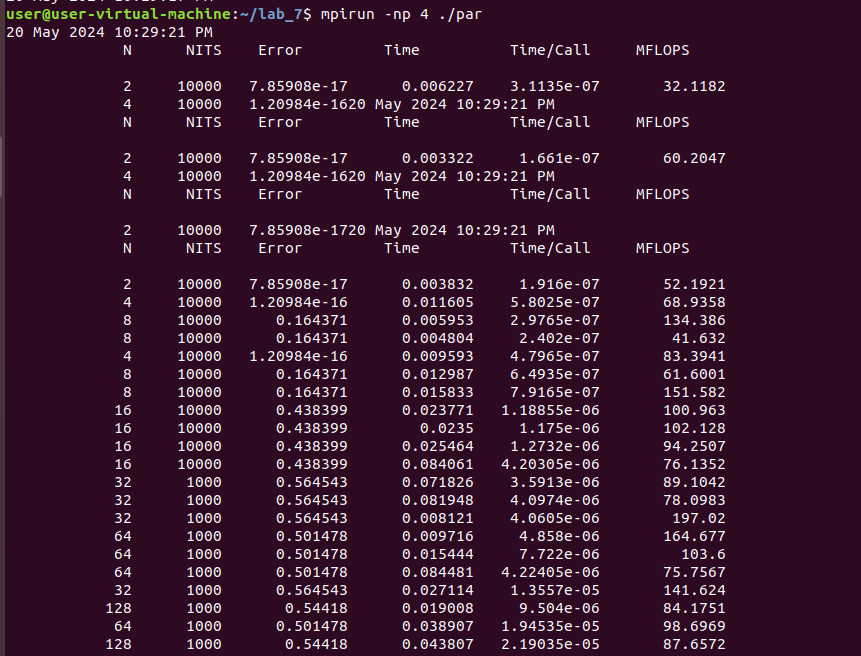 user@user-virtual-machine:~/lab_7$ mpirun -np 4 ./par
20 May 2024 10:29:21 PM
N NITS Error Time Time/Call MFLOPS
2 10000 7.85908e-17 0.006227 3.1135e-07 32.1182
4 10000 1.20984e-1620 May 2024 10:29:21 PM
N NITS Error Time Time/Call MFLOPS
2 10000 7.85908e-17 0.003322 1.661e-07 60.2047
4 10000 1.20984e-1620 May 2024 10:29:21 PM
N NITS Error Time Time/Call MFLOPS
2 10000 7.85908e-1720 May 2024 10:29:21 PM
N NITS Error Time Time/Call MFLOPS
2 10000 7.85908e-17 0.003832 1.916e-07 52.1921
4 10000 1.20984e-16 0.011605 5.8025e-07 68.9358
8 10000 0.164371 0.005953 2.9765e-07 134.386
8 10000 0.164371 0.004804 2.402e-07 41.632
4 10000 1.20984e-16 0.009593 4.7965e-07 83.3941
8 10000 0.164371 0.012987 6.4935e-07 61.6001
8 10000 0.164371 0.015833 7.9165e-07 151.582
16 10000 0.438399 0.023771 1.18855e-06 100.963
16 10000 0.438399 0.0235 1.175e-06 102.128
16 10000 0.438399 0.025464 1.2732e-06 94.2507
16 10000 0.438399 0.084061 4.20305e-06 76.1352
32 1000 0.564543 0.071826 3.5913e-06 89.1042
32 1000 0.564543 0.081948 4.0974e-06 78.0983
32 1000 0.564543 0.008121 4.0605e-06 197.02
64 1000 0.501478 0.009716 4.858e-06 164.677
64 1000 0.501478 0.015444 7.722e-06 103.6
64 1000 0.501478 0.084481 4.22405e-06 75.7567
32 1000 0.564543 0.027114 1.3557e-05 141.624
128 1000 0.54418 0.019008 9.504e-06 84.1751
64 1000 0.501478 0.038907 1.94535e-05 98.6969
128 1000 0.54418 0.043807 2.19035e-05 87.6572